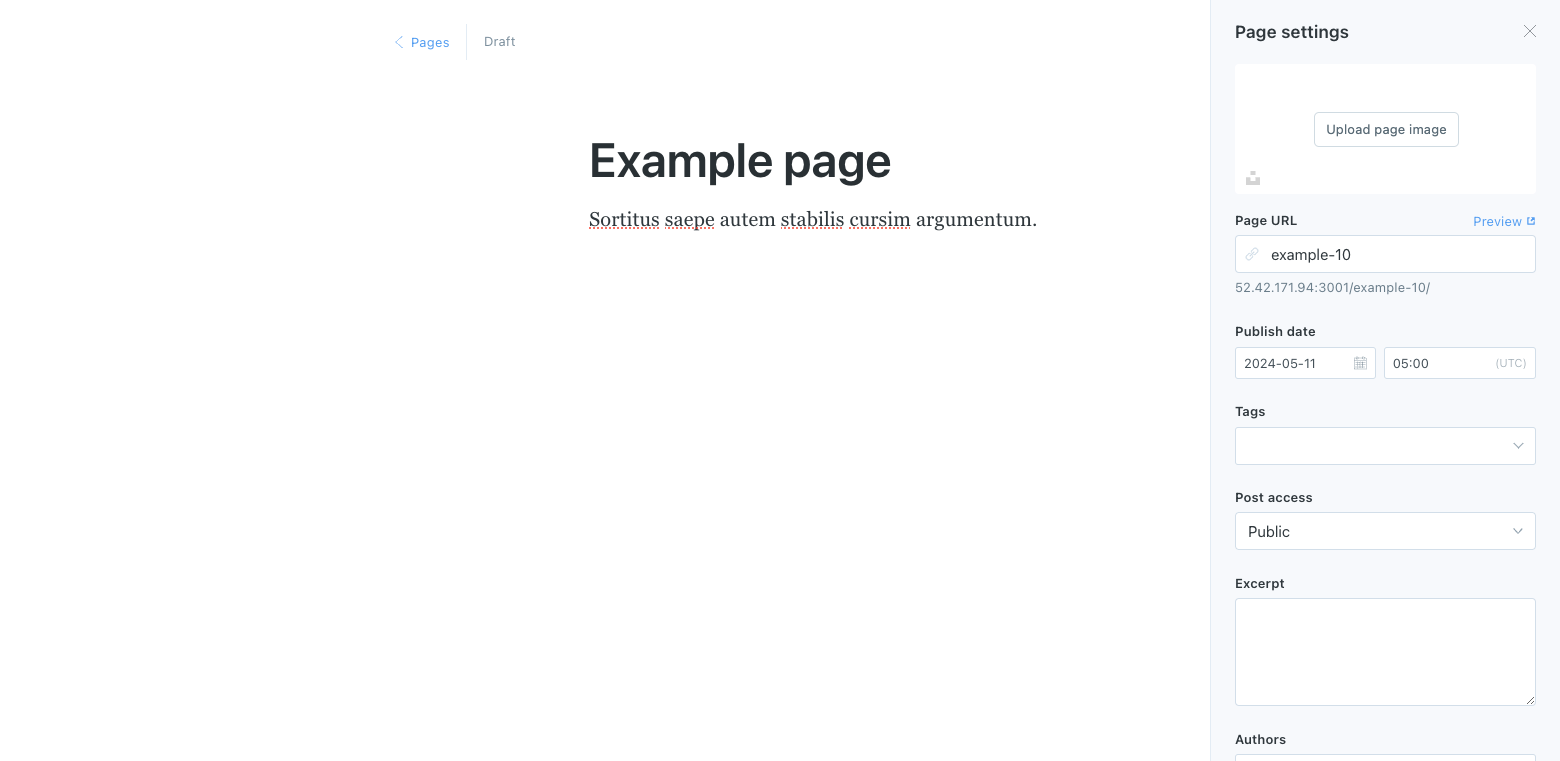 Pages
Draft
Example page
Sortitus saepe autem stabilis cursim argumentum.
Page settings
Upload page image
Page URL
Preview
example-10
52.42.171.94:3001/example-10/
Publish date
2024-05-11
05:00
(UTC)
Tags
Post access
Public
Excerpt
Authors